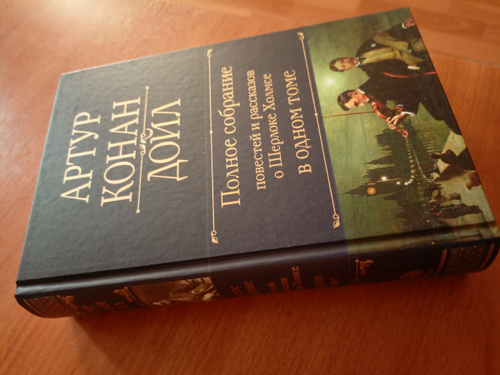 АРТУР
КОНАН
ДОЙЛ
Полное собрание
повестей и рассказов
о Шерлоке Холмсе
в одном томе